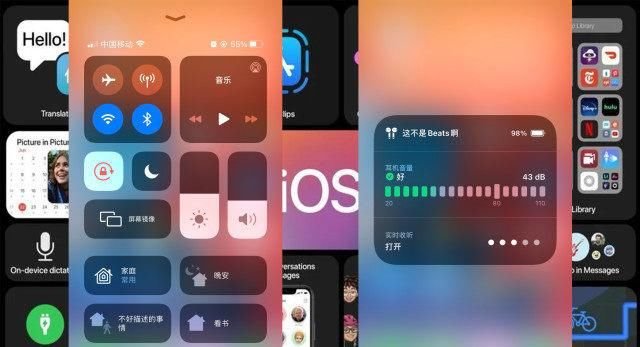 Hello!
Translat
Picture in Picture
On-device dictat
中国移动
55%
音乐
屏幕镜像
家庭
常用
晚安
不好描述的事情
看书
lips
iOS
ersations
essages
这不是Beats啊
98%
耳机音量
好
43 dB
20
80
110
实时收听
打开
p Library
hulu
Library
o in Messages